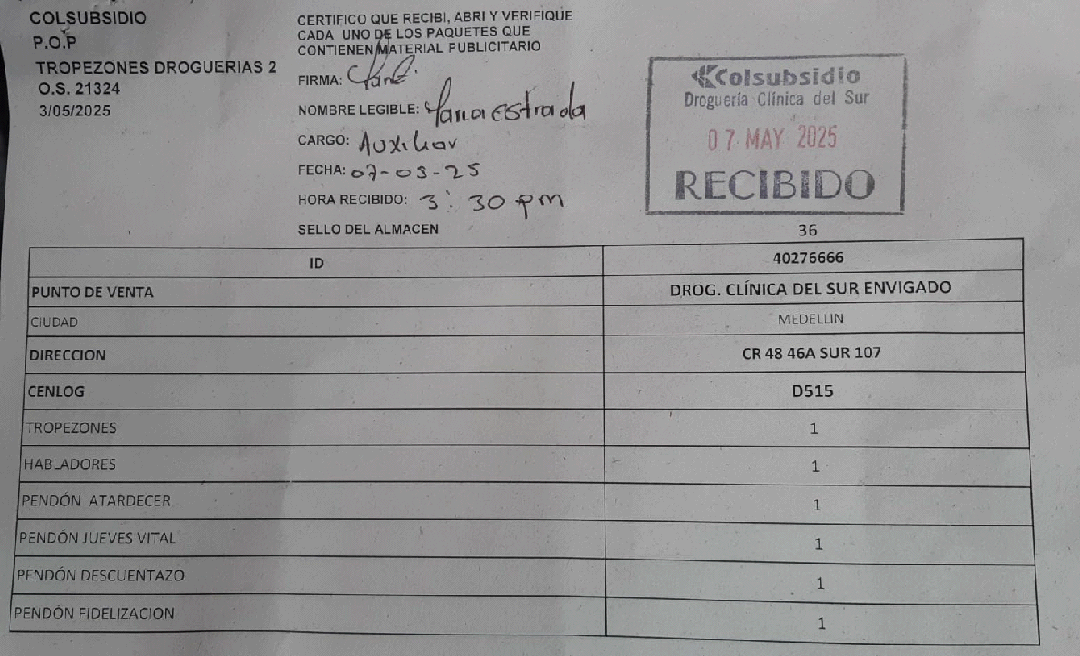 COLSUBSIDIO
P.O.P
TROPEZONES DROGUERIAS 2
O.S. 21324
3/05/2025
CERTIFICO QUE RECIBI, ABRI Y VERIFIQUE
CADA UNO DE LOS PAQUETES QUE
CONTIENEN MATERIAL PUBLICITARIO
FIRMA:
NOMBRE LEGIBLE: estrada
CARGO: Auxiliar
FECHA: 07-03-25
HORA RECIBIDO: 3:30 pm
SELLO DEL ALMACEN
Colsubsidio
Droguería Clínica del Sur
07 MAY 2025
RECIBIDO
36
ID 40276666
PUNTO DE VENTA DROG. CLÍNICA DEL SUR ENVIGADO
CIUDAD MEDELLIN
DIRECCION CR 48 46A SUR 107
CENLOG D515
TROPEZONES 1
HABLADORES 1
PENDÓN ATARDECER 1
PENDÓN JUEVES VITAL 1
PENDÓN DESCUENTAZO 1
PENDÓN FIDELIZACION 1